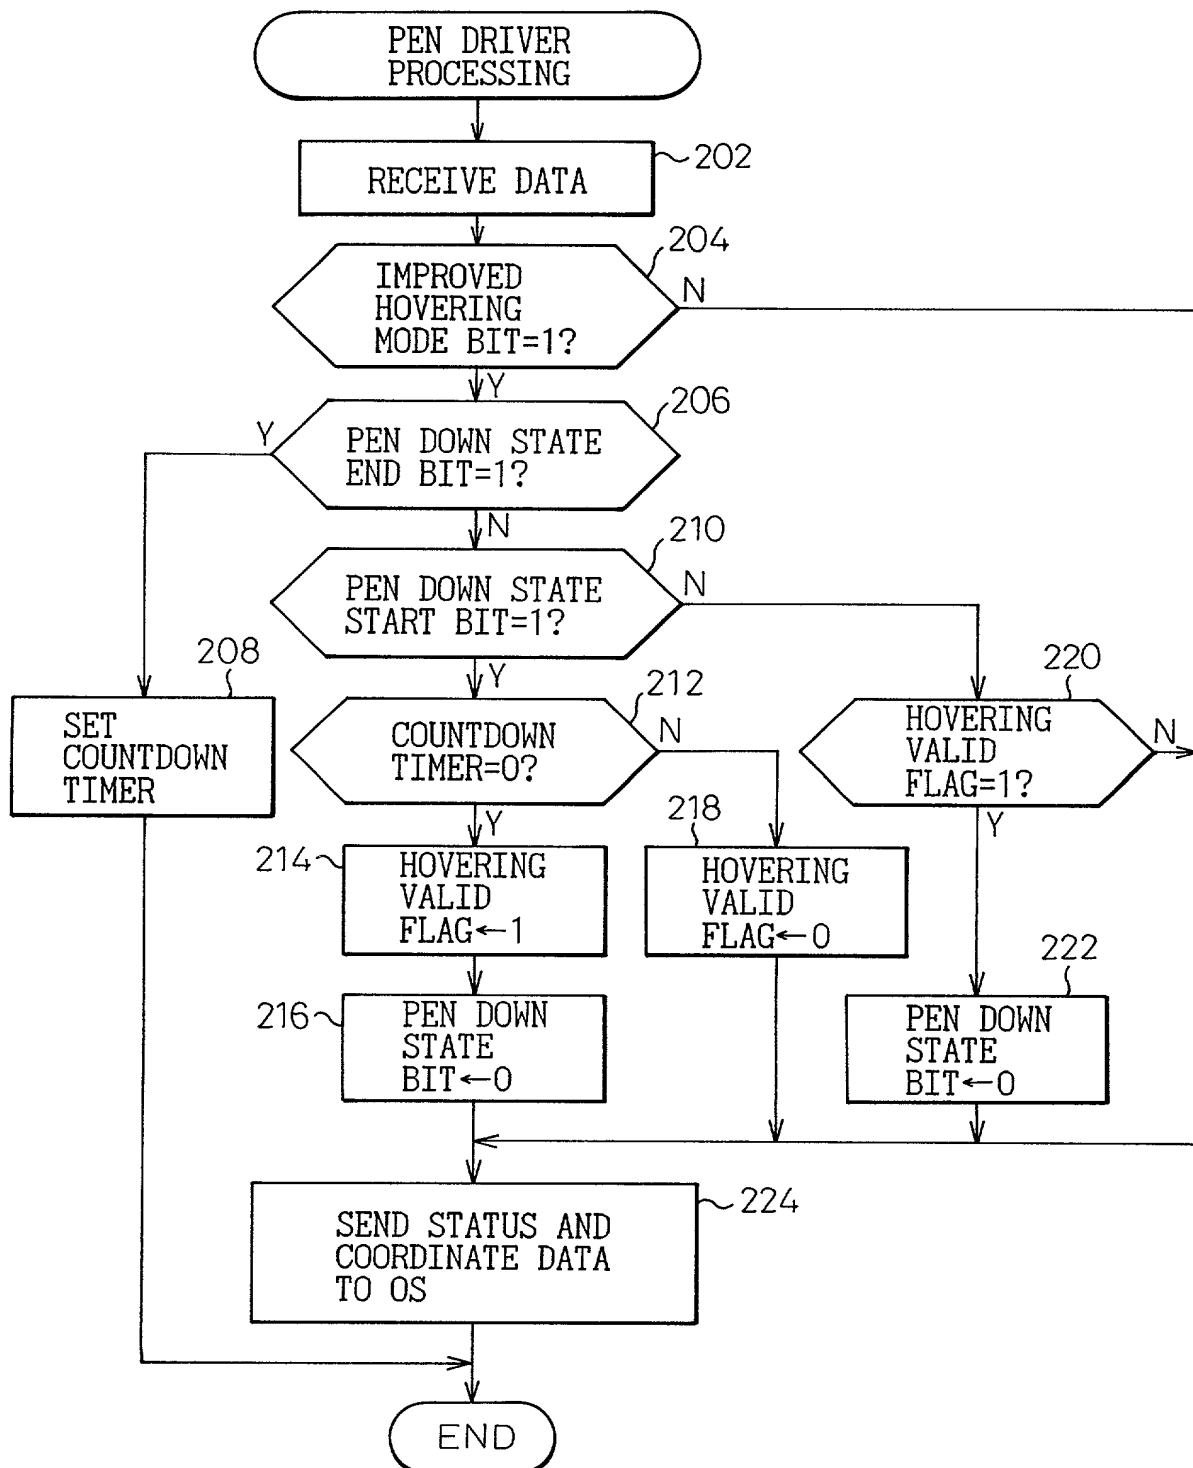 PEN DRIVER
PROCESSING
202
RECEIVE DATA
204
IMPROVED
HOVERING
MODE BIT=1?
N
Y
206
Y
PEN DOWN STATE
END BIT=1?
N
210
PEN DOWN STATE
START BIT=1?
N
Y
208
SET
COUNTDOWN
TIMER
212
COUNTDOWN
TIMER=0?
N
Y
220
HOVERING
VALID
FLAG=1?
N
Y
214
HOVERING
VALID
FLAG←1
218
HOVERING
VALID
FLAG←0
216
PEN DOWN
STATE
BIT←0
222
PEN DOWN
STATE
BIT←0
224
SEND STATUS AND
COORDINATE DATA
TO OS
END